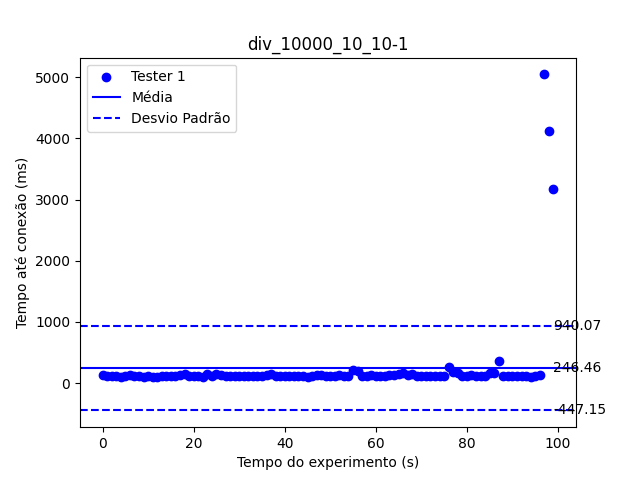 div_10000_10_10-1
Tester 1
Média
Desvio Padrão
5000
4000
3000
2000
1000
0
Tempo até conexão (ms)
940.07
246.46
-447.15
0
20
40
60
80
100
Tempo do experimento (s)